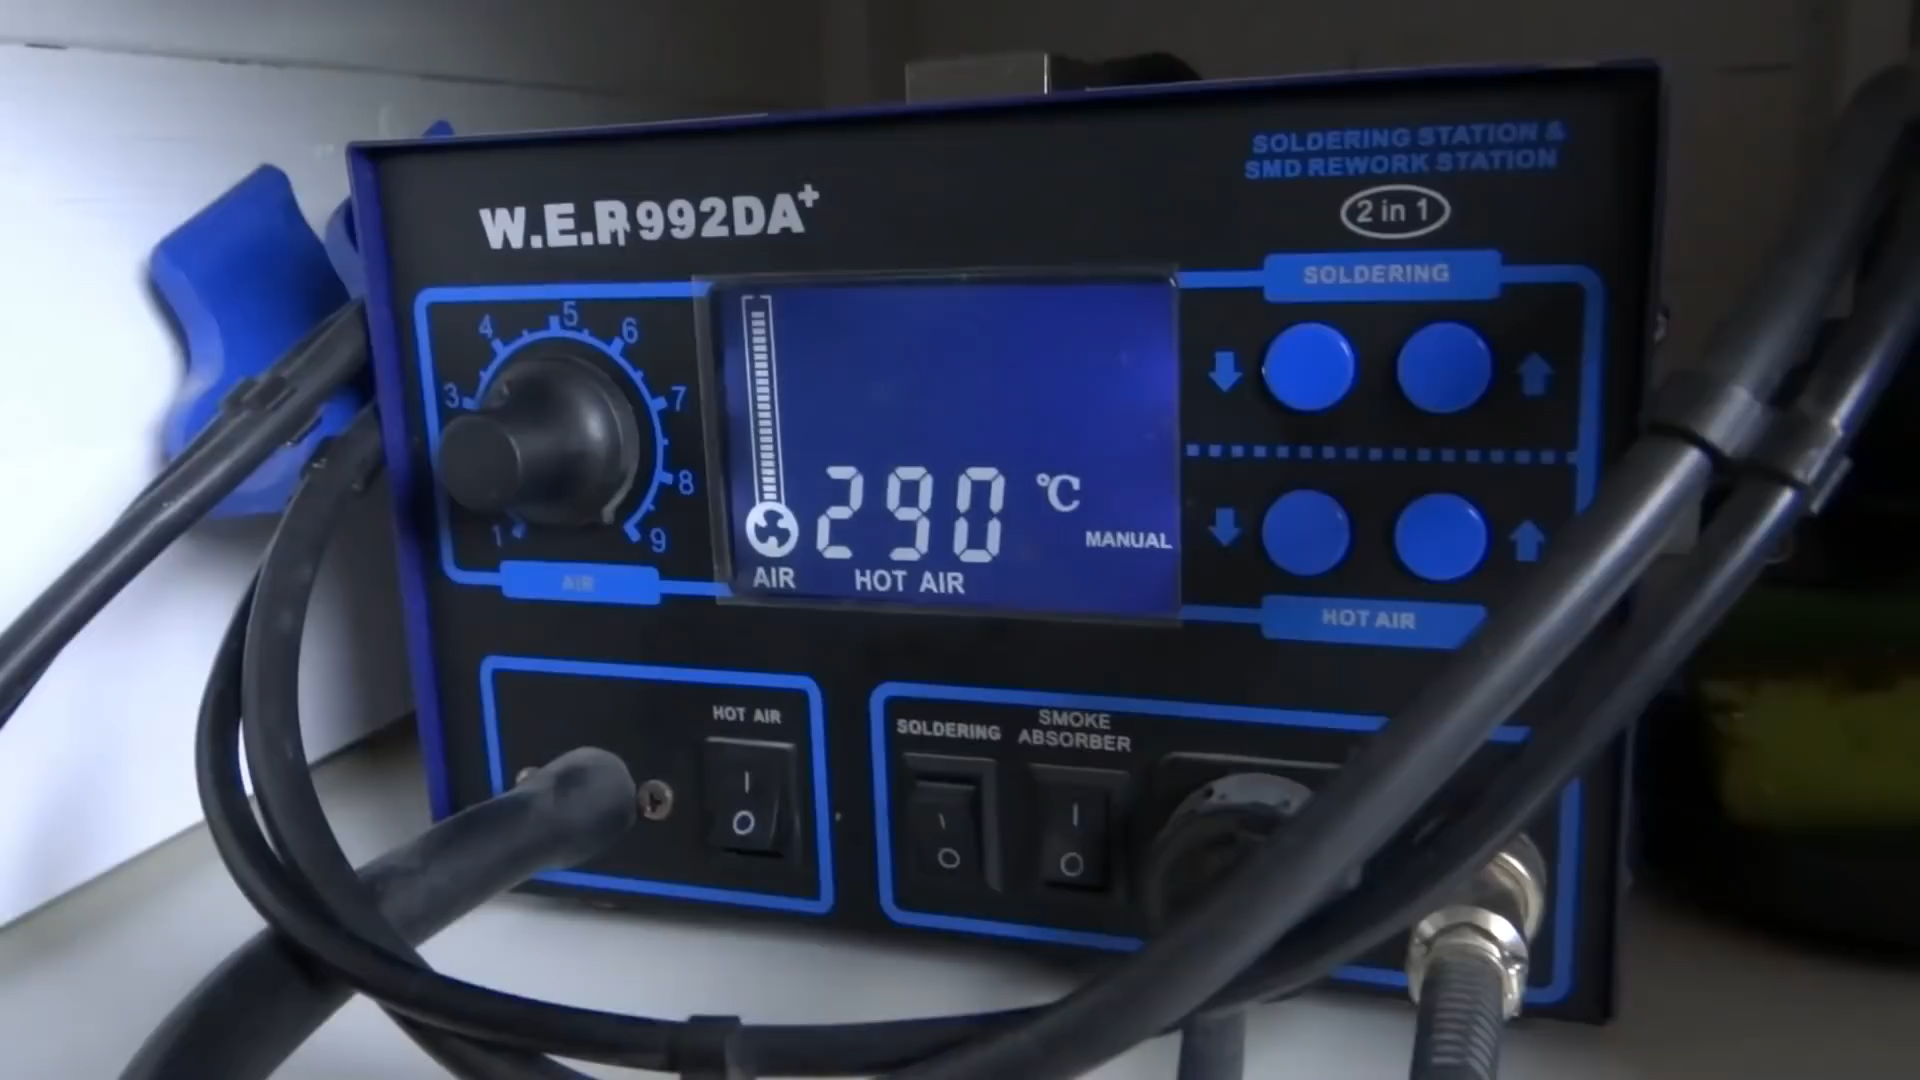 SOLDERING STATION &
SMD REWORK STATION
2 in 1
W.E.P 992DA+
SOLDERING
1 3 4 5 6 7 8 9
AIR
290 °C
MANUAL
AIR
HOT AIR
HOT AIR
HOT AIR
I
O
SOLDERING
I
O
SMOKE
ABSORBER
I
O